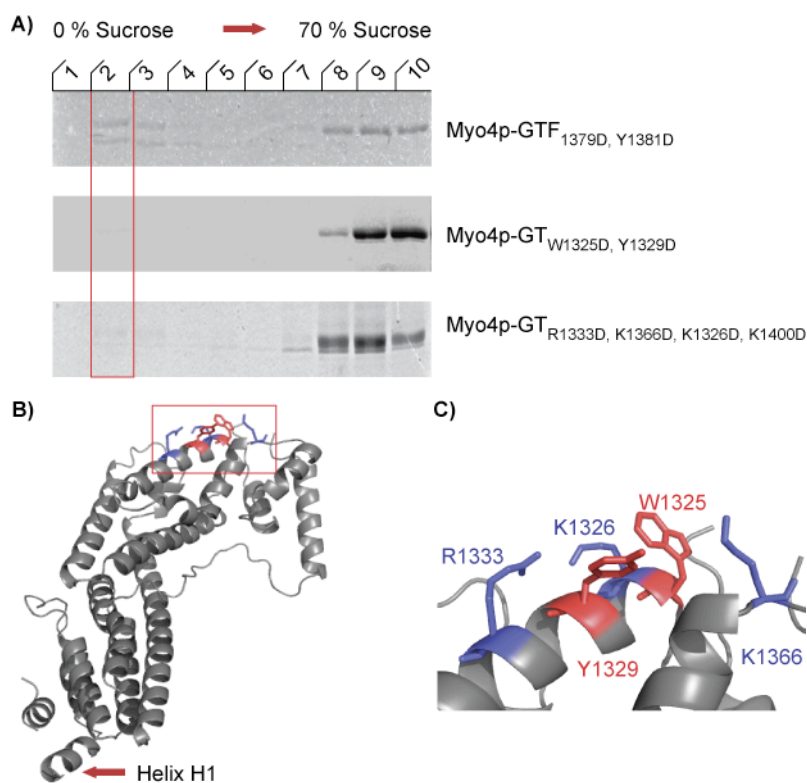 A)
0 % Sucrose 70 % Sucrose
1 2 3 4 5 6 7 8 9 10
Myo4p-GTF1379D, Y1381D
Myo4p-GTW1325D, Y1329D
Myo4p-GTR1333D, K1366D, K1326D, K1400D
B)
Helix H1
C)
W1325
K1326
R1333
K1366
Y1329